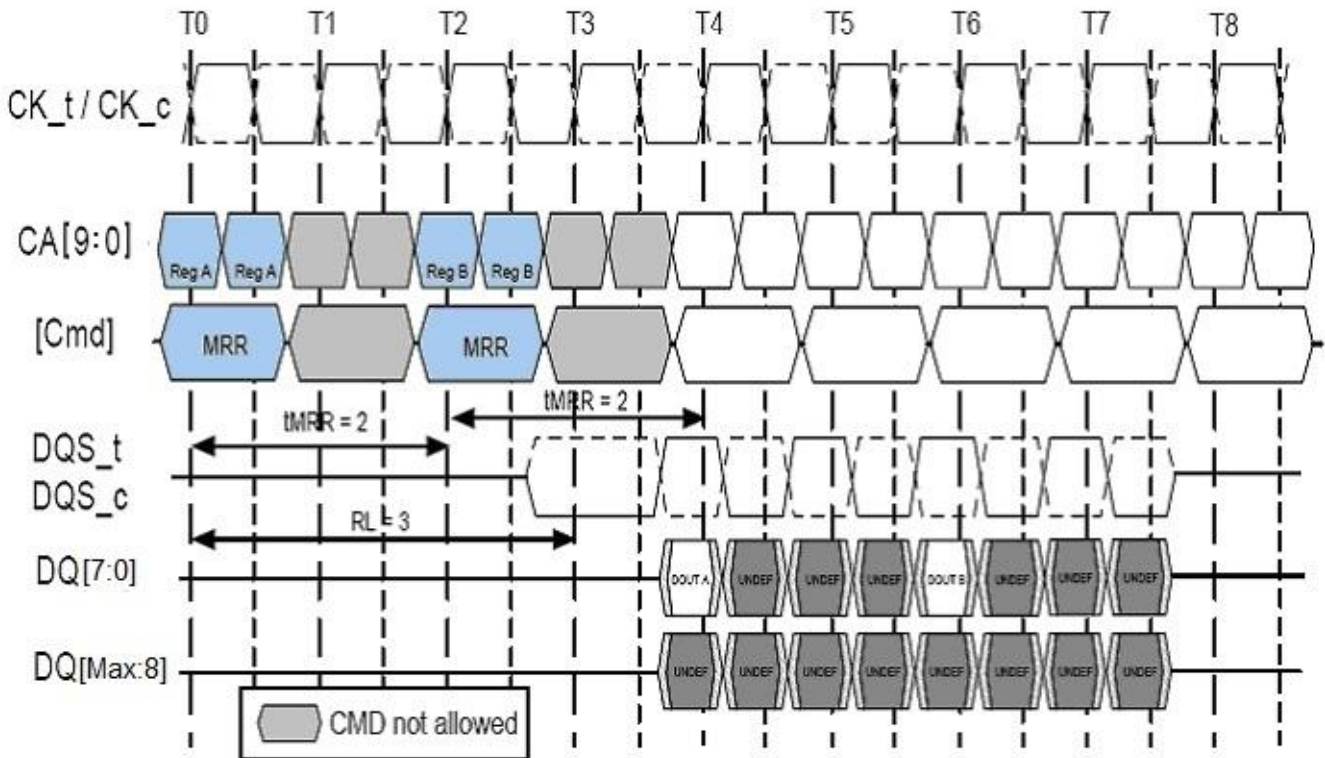 T0 T1 T2 T3 T4 T5 T6 T7 T8
CK_t / CK_c
CA[9:0] Reg A Reg A Reg B Reg B
[Cmd] MRR MRR
tMRR = 2
tMRR = 2
DQS_t
DQS_c
RL = 3
DQ[7:0] DOUT A UNDEF UNDEF UNDEF DOUT B UNDEF UNDEF UNDEF
DQ[Max:8] UNDEF UNDEF UNDEF UNDEF UNDEF UNDEF UNDEF UNDEF
CMD not allowed